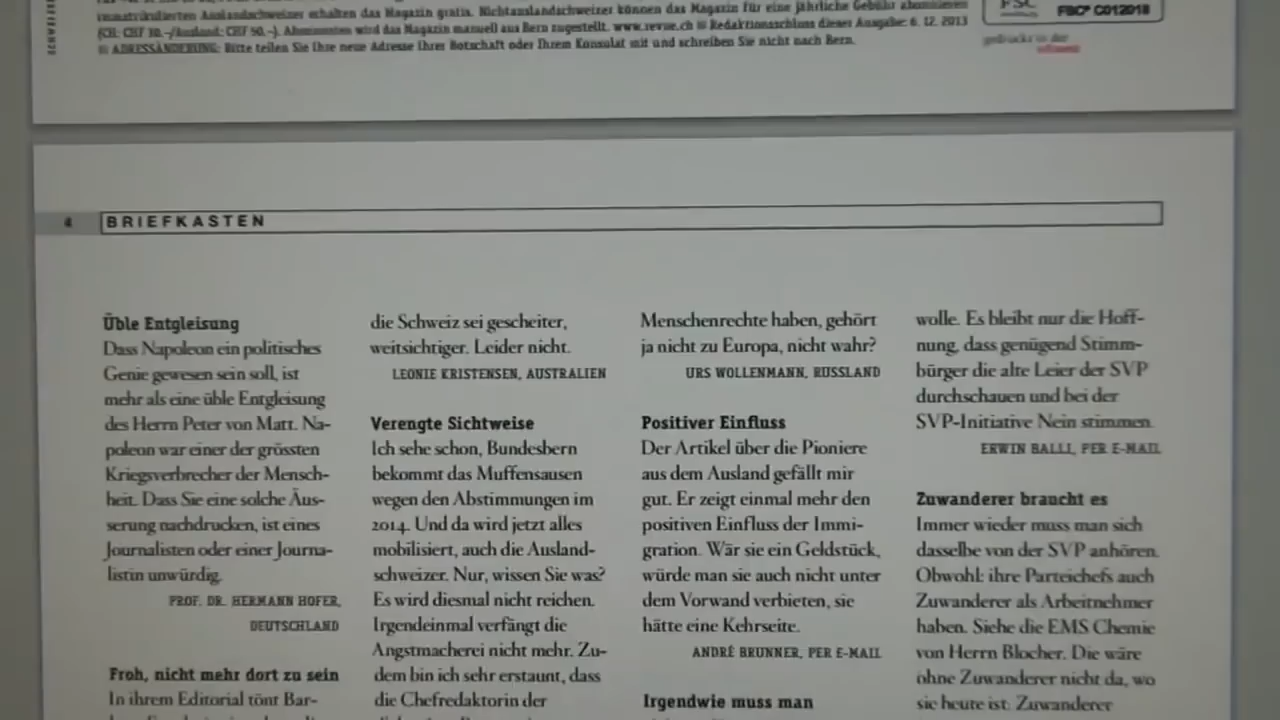 immatrikulierten Auslandschweizer erhalten das Magazin gratis. Nichtauslandschweizer können das Magazin für eine jährliche Gebühr abonnieren
(CH: CHF 30.–/Ausland: CHF 50.–). Abonnenten wird das Magazin manuell aus Bern zugestellt. www.revue.ch ■ Redaktionsschluss dieser Ausgabe: 6. 12. 2013
■ ADRESSÄNDERUNG: Bitte teilen Sie Ihre neue Adresse Ihrer Botschaft oder Ihrem Konsulat mit und schreiben Sie nicht nach Bern.
FSC
FSC® C012018
gedruckt in der
schweiz
4
BRIEFKASTEN
Üble Entgleisung
Dass Napoleon ein politisches
Genie gewesen sein soll, ist
mehr als eine üble Entgleisung
des Herrn Peter von Matt. Na-
poleon war einer der grössten
Kriegsverbrecher der Mensch-
heit. Dass Sie eine solche Äus-
serung nachdrucken, ist eines
Journalisten oder einer Journa-
listin unwürdig.
PROF. DR. HERMANN HOFER,
DEUTSCHLAND
Froh, nicht mehr dort zu sein
In ihrem Editorial tönt Bar-
die Schweiz sei gescheiter,
weitsichtiger. Leider nicht.
LEONIE KRISTENSEN, AUSTRALIEN
Verengte Sichtweise
Ich sehe schon, Bundesbern
bekommt das Muffensausen
wegen den Abstimmungen im
2014. Und da wird jetzt alles
mobilisiert, auch die Ausland-
schweizer. Nur, wissen Sie was?
Es wird diesmal nicht reichen.
Irgendeinmal verfängt die
Angstmacherei nicht mehr. Zu-
dem bin ich sehr erstaunt, dass
die Chefredaktorin der
Menschenrechte haben, gehört
ja nicht zu Europa, nicht wahr?
URS WOLLENMANN, RUSSLAND
Positiver Einfluss
Der Artikel über die Pioniere
aus dem Ausland gefällt mir
gut. Er zeigt einmal mehr den
positiven Einfluss der Immi-
gration. Wär sie ein Geldstück,
würde man sie auch nicht unter
dem Vorwand verbieten, sie
hätte eine Kehrseite.
ANDRÉ BRUNNER, PER E-MAIL
Irgendwie muss man
wolle. Es bleibt nur die Hoff-
nung, dass genügend Stimm-
bürger die alte Leier der SVP
durchschauen und bei der
SVP-Initiative Nein stimmen.
ERWIN BALLI, PER E-MAIL
Zuwanderer braucht es
Immer wieder muss man sich
dasselbe von der SVP anhören.
Obwohl: ihre Parteichefs auch
Zuwanderer als Arbeitnehmer
haben. Siehe die EMS Chemie
von Herrn Blocher. Die wäre
ohne Zuwanderer nicht da, wo
sie heute ist. Zuwanderer